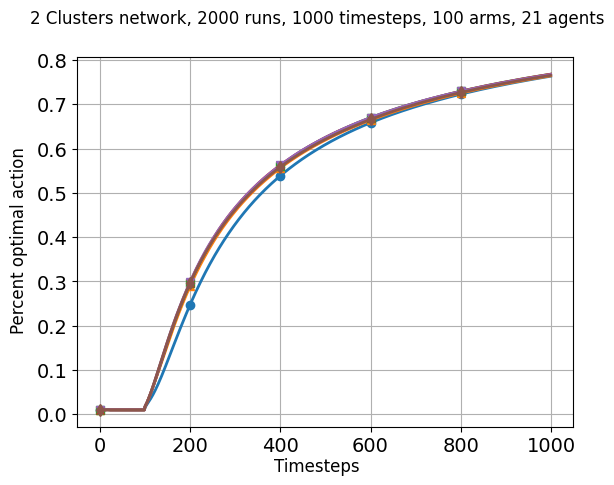 2 Clusters network, 2000 runs, 1000 timesteps, 100 arms, 21 agents
0.8
0.7
0.6
0.5
0.4
0.3
0.2
0.1
0.0
Percent optimal action
0 200 400 600 800 1000
Timesteps